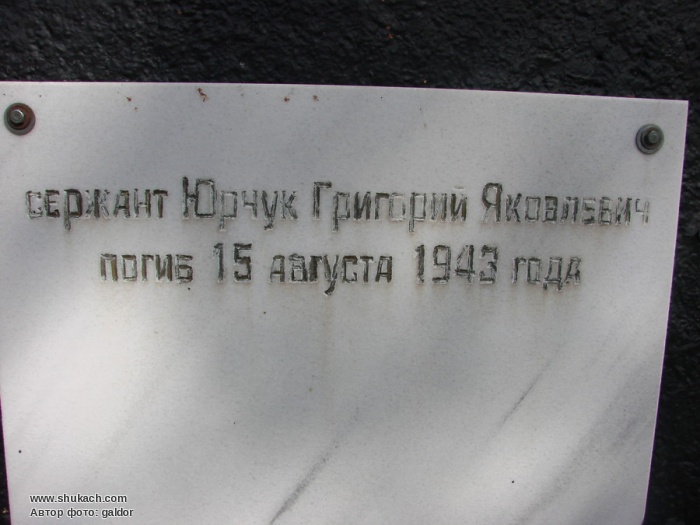 сержант Юрчук Григорий Яковлевич
погиб 15 августа 1943 года
www.shukach.com
Автор фото: galdor